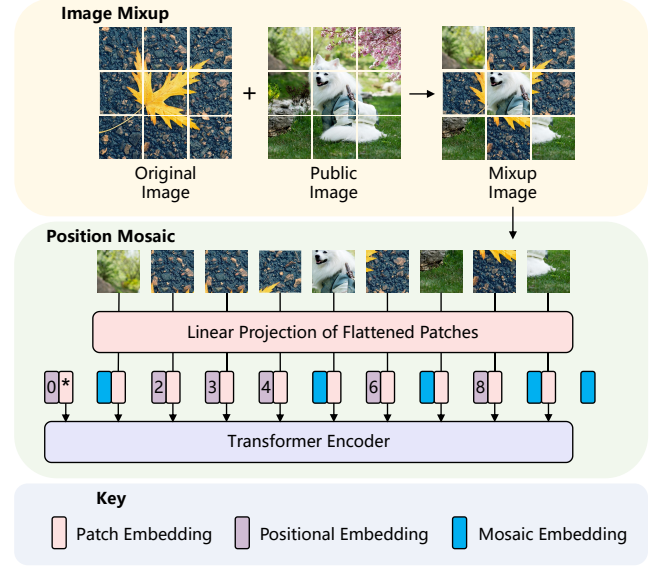 Image Mixup
+
Original
Image
Public
Image
Mixup
Image
Position Mosaic
Linear Projection of Flattened Patches
0 * 2 3 4 6 8
Transformer Encoder
Key
Patch Embedding
Positional Embedding
Mosaic Embedding